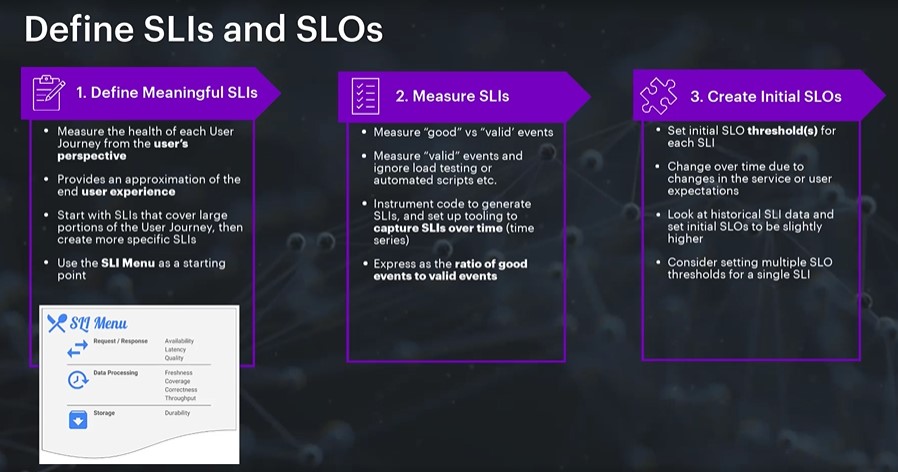 Define SLIs and SLOs
1. Define Meaningful SLIs
• Measure the health of each User
Journey from the user's
perspective
• Provides an approximation of the
end user experience
• Start with SLIs that cover large
portions of the User Journey, then
create more specific SLIs
• Use the SLI Menu as a starting
point
SLI Menu
Request / Response
Availability
Latency
Quality
Data Processing
Freshness
Coverage
Correctness
Throughput
Storage
Durability
2. Measure SLIs
• Measure "good" vs "valid' events
• Measure "valid" events and
ignore load testing or
automated scripts etc.
• Instrument code to generate
SLIs, and set up tooling to
capture SLIs over time (time
series)
• Express as the ratio of good
events to valid events
3. Create Initial SLOs
• Set initial SLO threshold(s) for
each SLI
• Change over time due to
changes in the service or user
expectations
• Look at historical SLI data and
set initial SLOs to be slightly
higher
• Consider setting multiple SLO
thresholds for a single SLI